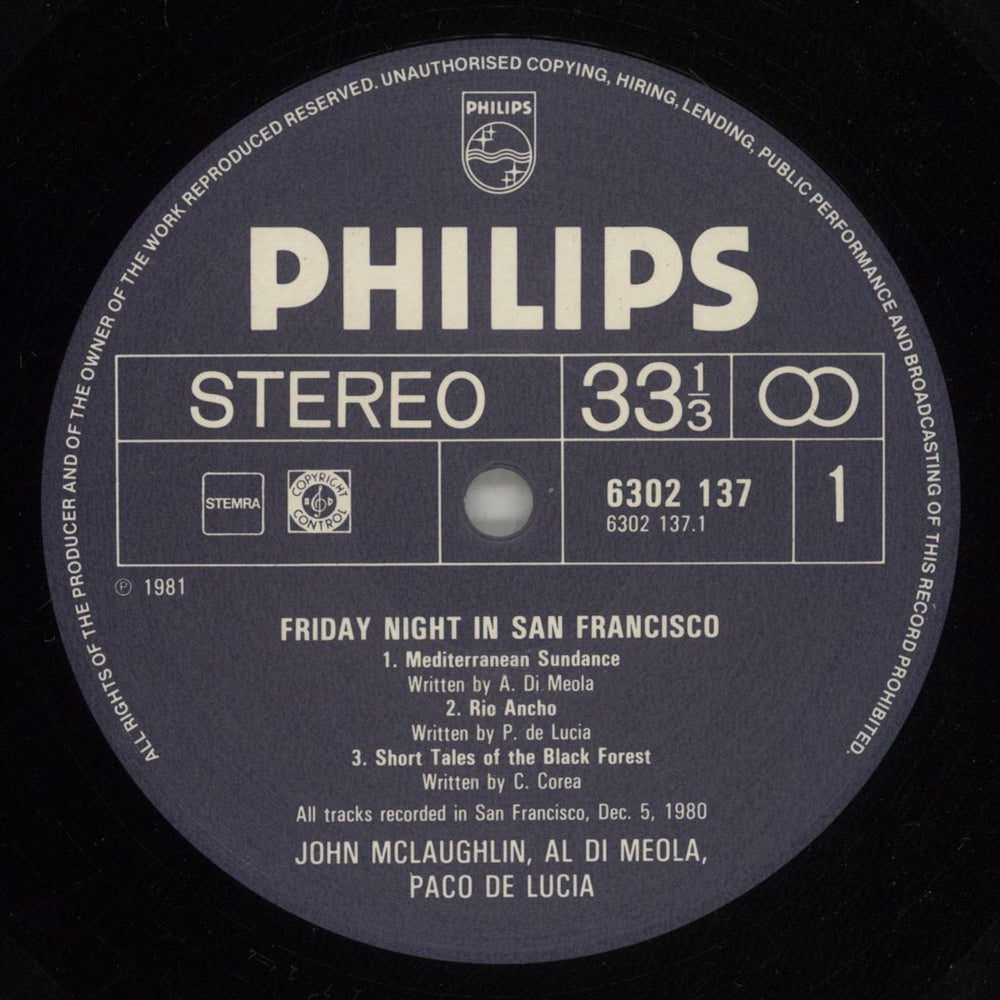 ALL RIGHTS OF THE PRODUCER AND OF THE OWNER OF THE WORK REPRODUCED RESERVED. UNAUTHORISED COPYING, HIRING, LENDING, PUBLIC PERFORMANCE AND BROADCASTING OF THIS RECORD PROHIBITED.
PHILIPS
PHILIPS
STEREO
33 1/3
STEMRA
COPYRIGHT
CONTROL
6302 137
6302 137.1
1
℗ 1981
FRIDAY NIGHT IN SAN FRANCISCO
1. Mediterranean Sundance
Written by A. Di Meola
2. Rio Ancho
Written by P. de Lucia
3. Short Tales of the Black Forest
Written by C. Corea
All tracks recorded in San Francisco, Dec. 5, 1980
JOHN MCLAUGHLIN, AL DI MEOLA,
PACO DE LUCIA